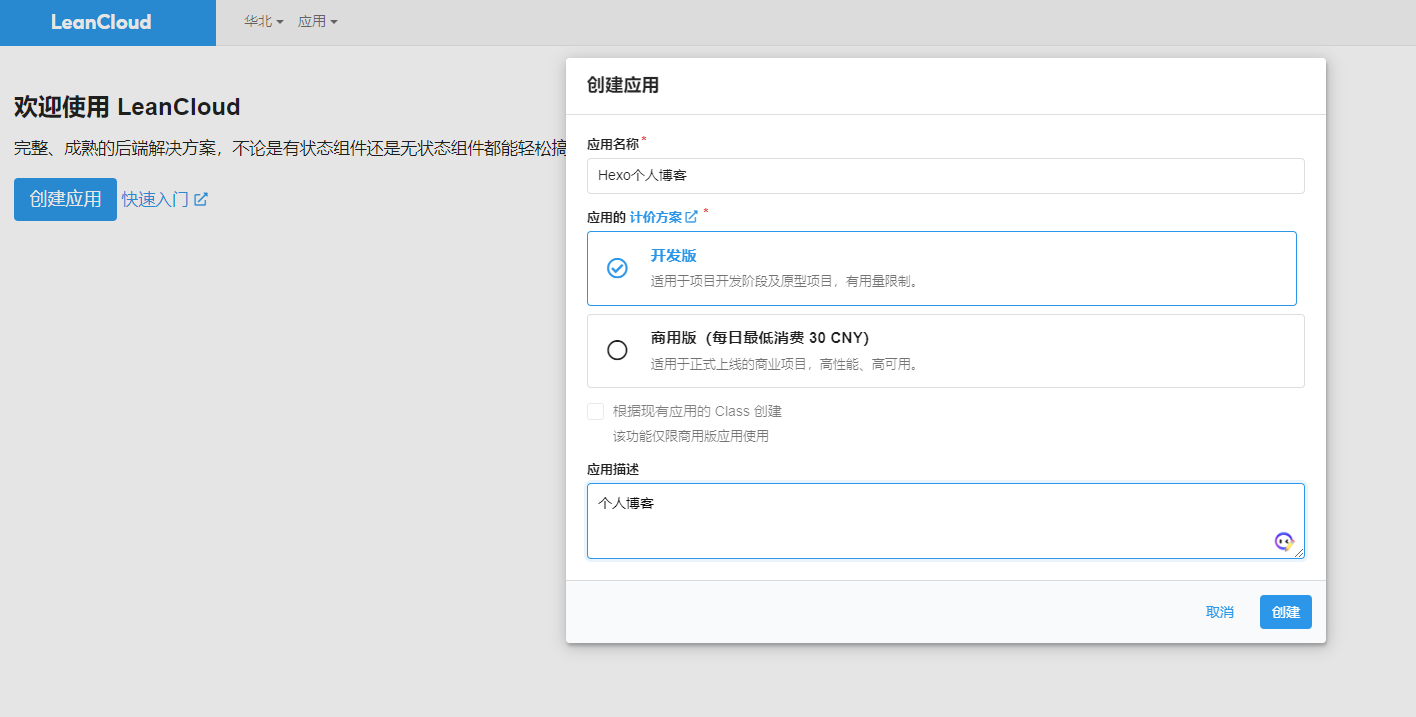 LeanCloud
华北 应用
欢迎使用 LeanCloud
完整、成熟的后端解决方案，不论是有状态组件还是无状态组件都能轻松搞
创建应用 快速入门
创建应用
应用名称*
Hexo个人博客
应用的 计价方案 *
开发版
适用于项目开发阶段及原型项目，有用量限制。
商用版（每日最低消费 30 CNY）
适用于正式上线的商业项目，高性能、高可用。
根据现有应用的 Class 创建
该功能仅限商用版应用使用
应用描述
个人博客
取消 创建